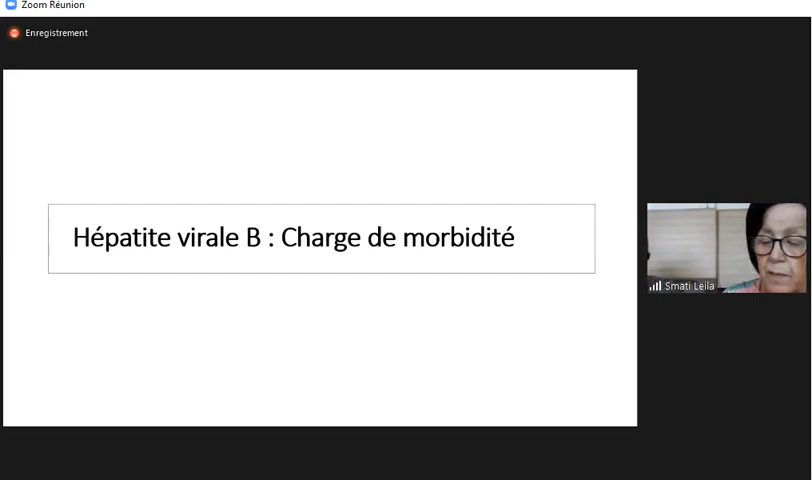 Zoom Réunion
Enregistrement
Hépatite virale B : Charge de morbidité
Smati Leila